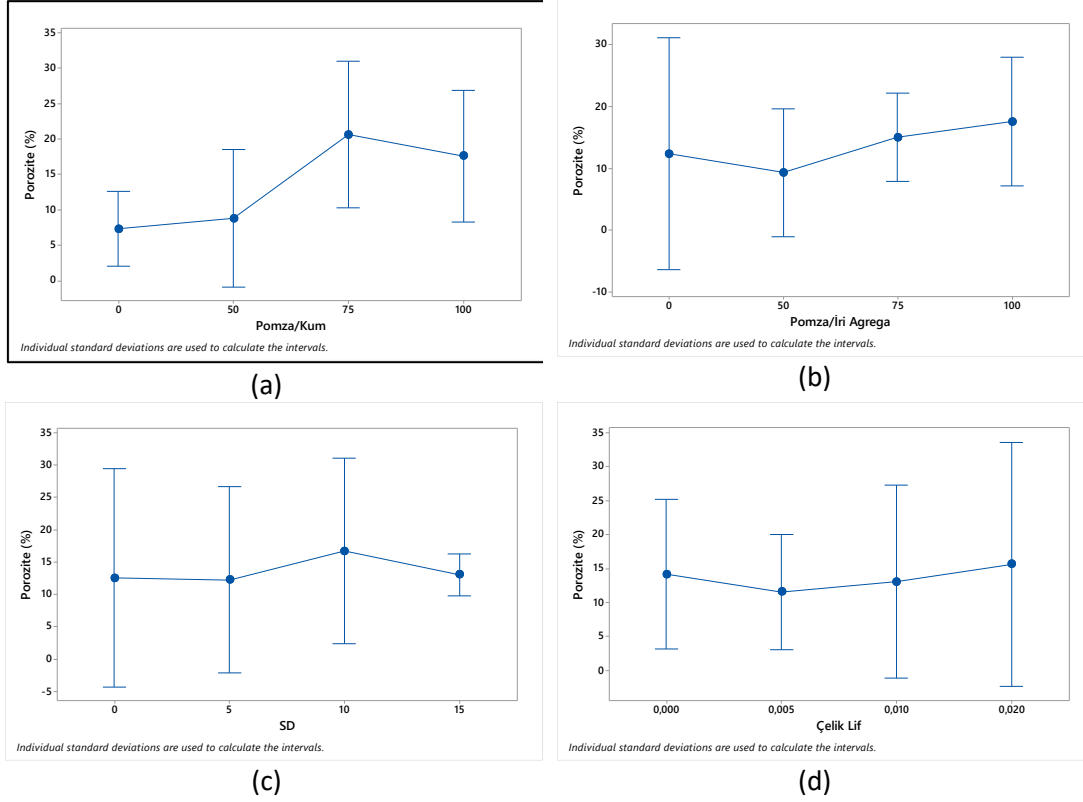 35
30
25
20
15
10
5
0
Porozite (%)
0 50 75 100
Pomza/Kum
Individual standard deviations are used to calculate the intervals.
(a)
30
20
10
0
-10
Porozite (%)
0 50 75 100
Pomza/İri Agrega
Individual standard deviations are used to calculate the intervals.
(b)
35
30
25
20
15
10
5
0
-5
Porozite (%)
0 5 10 15
SD
Individual standard deviations are used to calculate the intervals.
(c)
35
30
25
20
15
10
5
0
Porozite (%)
0,000 0,005 0,010 0,020
Çelik Lif
Individual standard deviations are used to calculate the intervals.
(d)